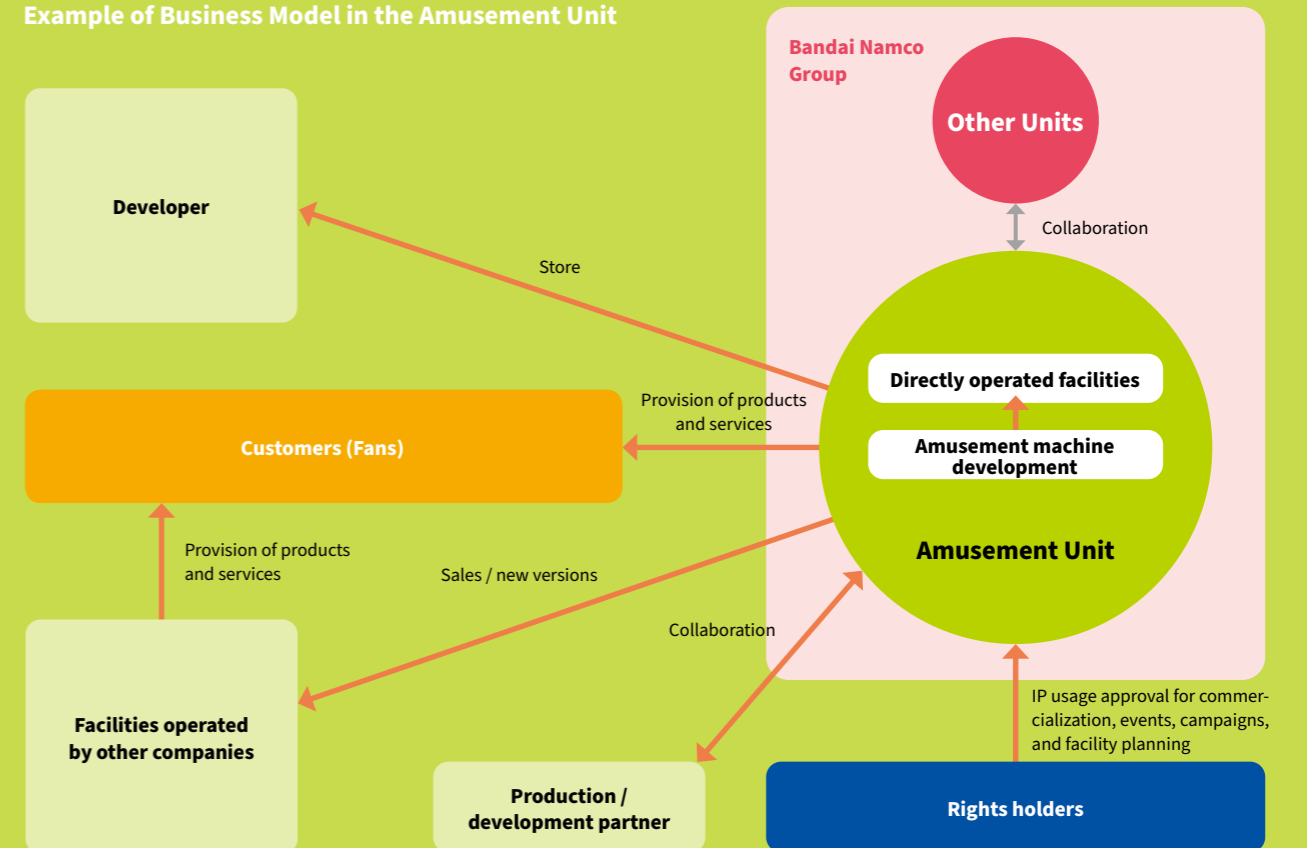 Example of Business Model in the Amusement Unit
Bandai Namco
Group
Other Units
Collaboration
Developer
Store
Directly operated facilities
Amusement machine
development
Amusement Unit
Provision of products
and services
Customers (Fans)
Provision of products
and services
Sales / new versions
Collaboration
Facilities operated
by other companies
Production /
development partner
IP usage approval for commer-
cialization, events, campaigns,
and facility planning
Rights holders